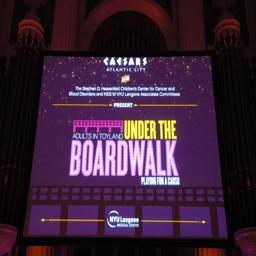 CAESARS
ATLANTIC CITY
The Stephen D. Hassenfeld Children's Center for Cancer and
Blood Disorders and KiDS of NYU Langone Associates Committees
PRESENT
ADULTS IN TOYLAND
UNDER THE
BOARDWALK
PLAYING FOR A CAUSE
NYU Langone
MEDICAL CENTER